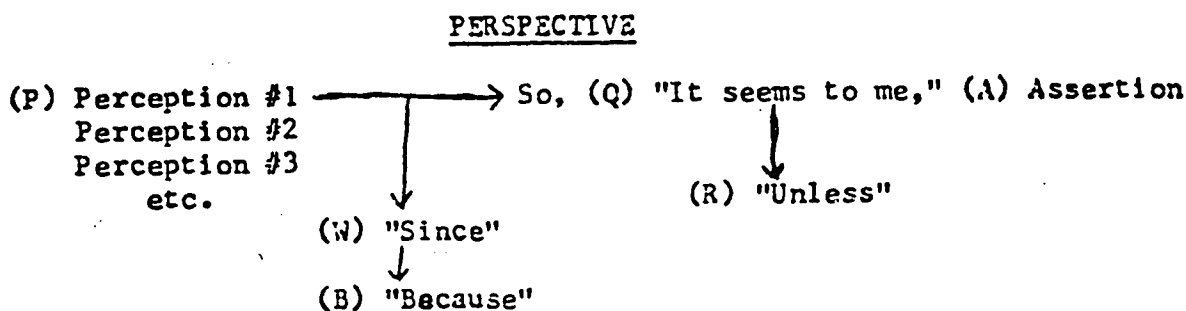 PERSPECTIVE
(P) Perception #1 So, (Q) "It seems to me," (A) Assertion
Perception #2
Perception #3
etc.
(R) "Unless"
(W) "Since"
(B) "Because"